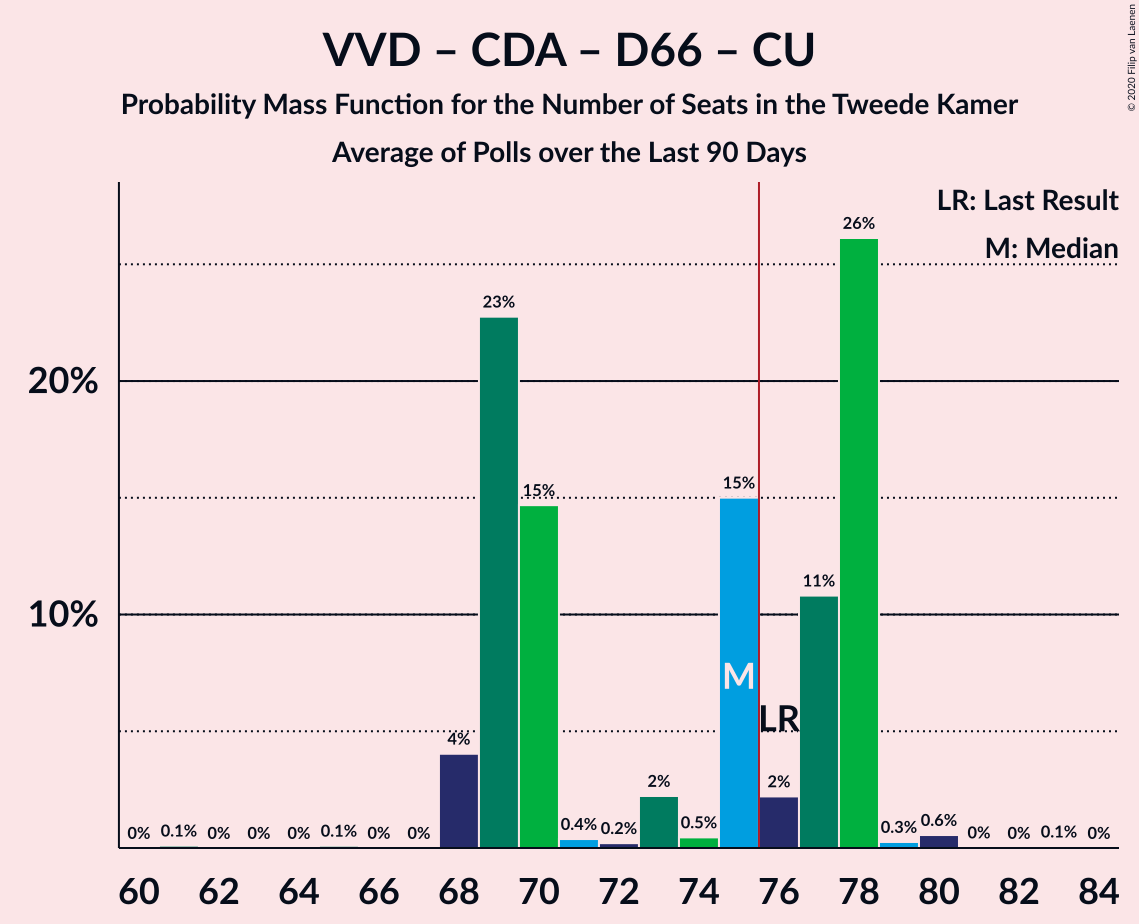 VVD – CDA – D66 – CU
Probability Mass Function for the Number of Seats in the Tweede Kamer
Average of Polls over the Last 90 Days
© 2020 Filip van Laenen
LR: Last Result
M: Median
20%
10%
0% 0.1% 0% 0% 0% 0.1% 0% 0% 4% 23% 15% 0.4% 0.2% 2% 0.5% 15% 2% 11% 26% 0.3% 0.6% 0% 0% 0.1% 0%
M
LR
60 62 64 66 68 70 72 74 76 78 80 82 84